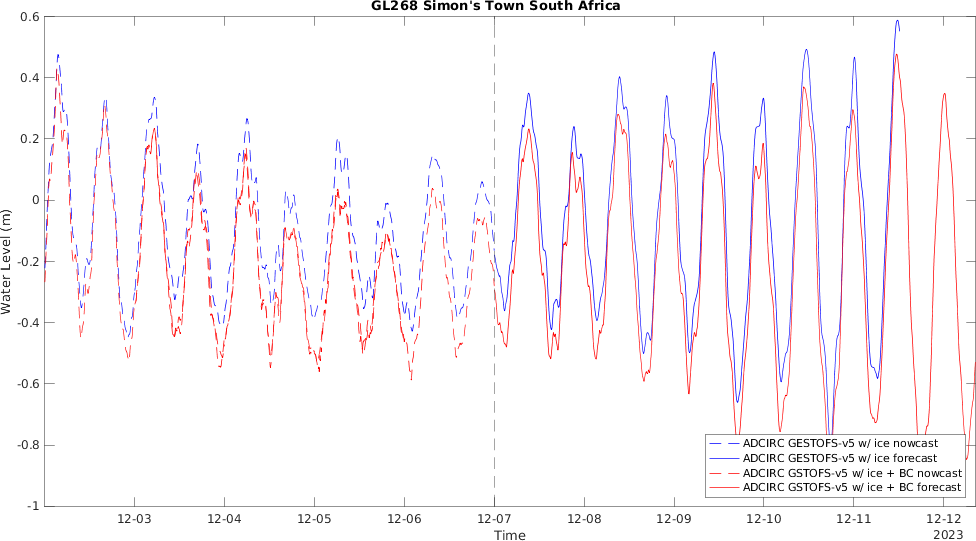 GL268 Simon's Town South Africa
0.6
0.4
0.2
0
-0.2
-0.4
-0.6
-0.8
-1
Water Level (m)
ADCIRC GESTOFS-v5 w/ ice nowcast
ADCIRC GESTOFS-v5 w/ ice forecast
ADCIRC GSTOFS-v5 w/ ice + BC nowcast
ADCIRC GSTOFS-v5 w/ ice + BC forecast
12-03 12-04 12-05 12-06 12-07 12-08 12-09 12-10 12-11 12-12
Time 2023